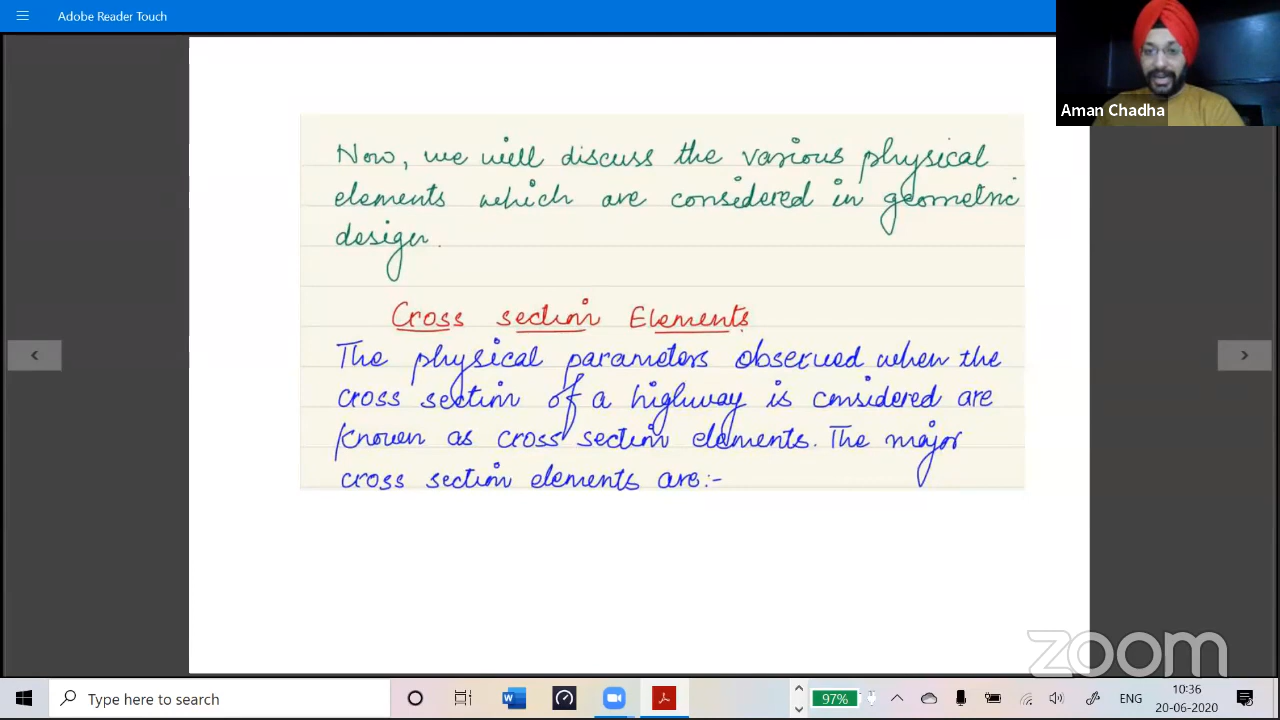 Adobe Reader Touch
Aman Chadha
Now, we will discuss the various physical
elements which are considered in geometric
design.
Cross section Elements
The physical parameters observed when the
cross section of a highway is considered are
known as cross section elements. The major
cross section elements are:-
zoom
Type here to search
97%
ENG
10:36
20-06-2020